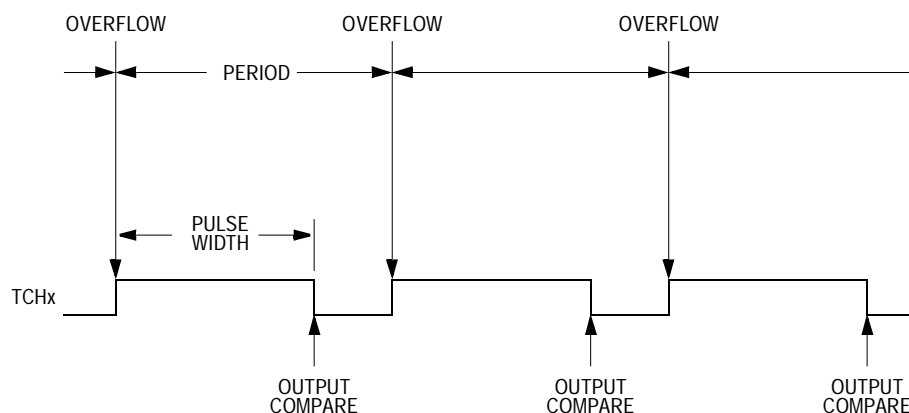 OVERFLOW
OVERFLOW
OVERFLOW
PERIOD
PULSE
WIDTH
TCHx
OUTPUT
COMPARE
OUTPUT
COMPARE
OUTPUT
COMPARE